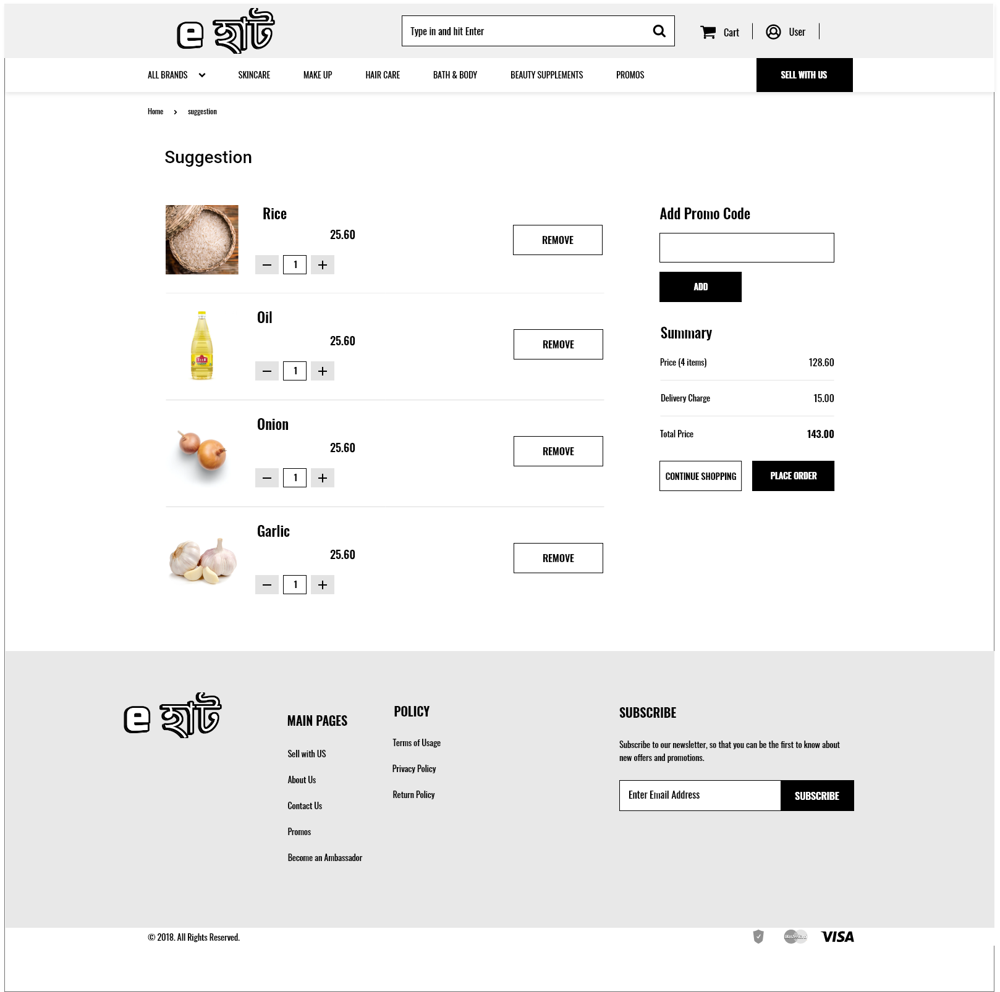 e হাট
Type in and hit Enter
Cart
User
ALL BRANDS
SKINCARE
MAKE UP
HAIR CARE
BATH & BODY
BEAUTY SUPPLEMENTS
PROMOS
SELL WITH US
Home
suggestion
Suggestion
Rice
25.60
1
REMOVE
Oil
25.60
1
REMOVE
Onion
25.60
1
REMOVE
Garlic
25.60
1
REMOVE
Add Promo Code
ADD
Summary
Price (4 items) 128.60
Delivery Charge 15.00
Total Price 143.00
CONTINUE SHOPPING
PLACE ORDER
e হাট
MAIN PAGES
Sell with US
About Us
Contact Us
Promos
Become an Ambassador
POLICY
Terms of Usage
Privacy Policy
Return Policy
SUBSCRIBE
Subscribe to our newsletter, so that you can be the first to know about
new offers and promotions.
Enter Email Address
SUBSCRIBE
© 2018. All Rights Reserved.
MasterCard
VISA